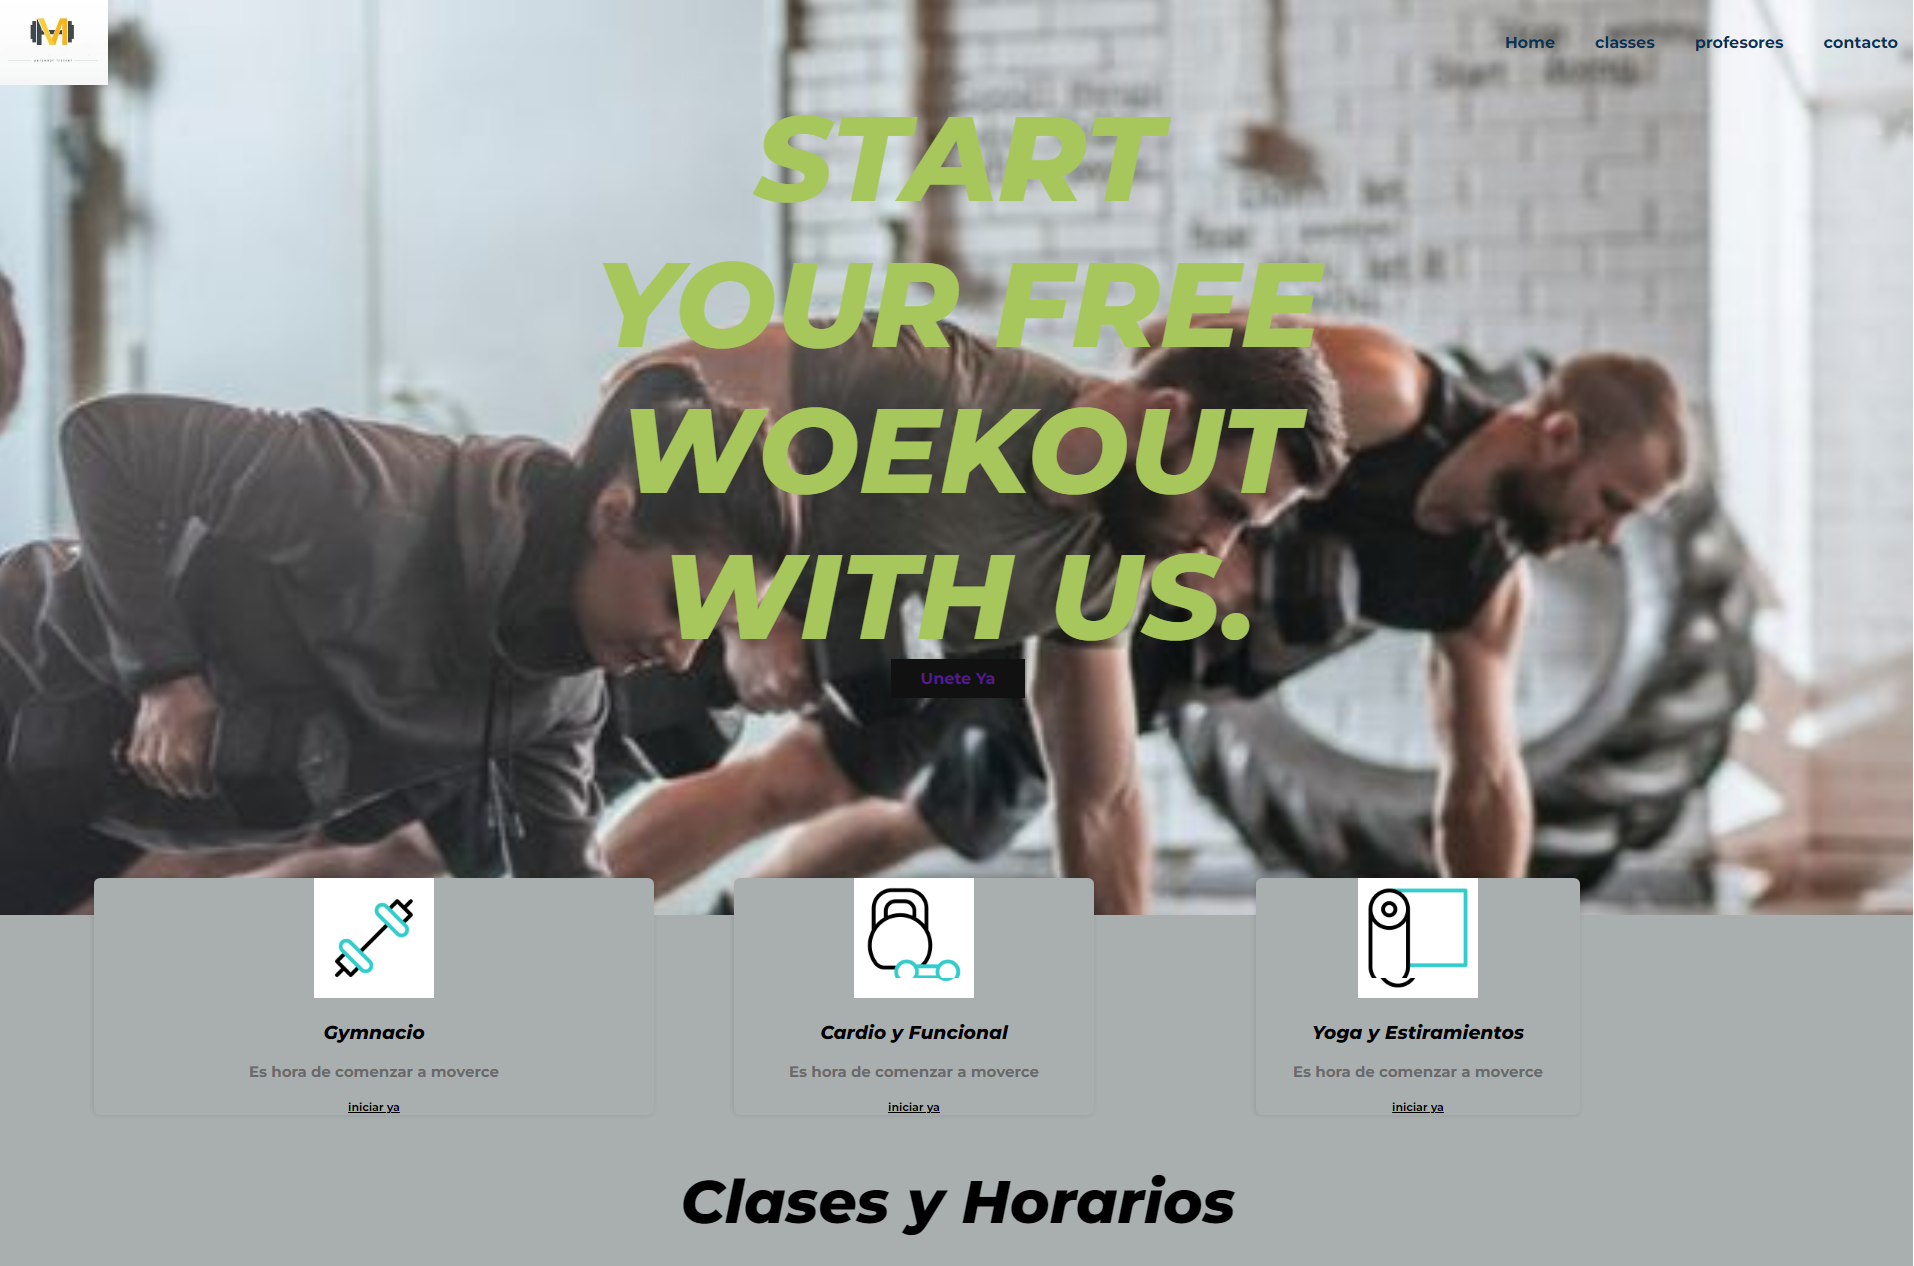 Home classes profesores contacto
START
YOUR FREE
WOEKOUT
WITH US.
Unete Ya
Gymnacio
Es hora de comenzar a moverce
iniciar ya
Cardio y Funcional
Es hora de comenzar a moverce
iniciar ya
Yoga y Estiramientos
Es hora de comenzar a moverce
iniciar ya
Clases y Horarios